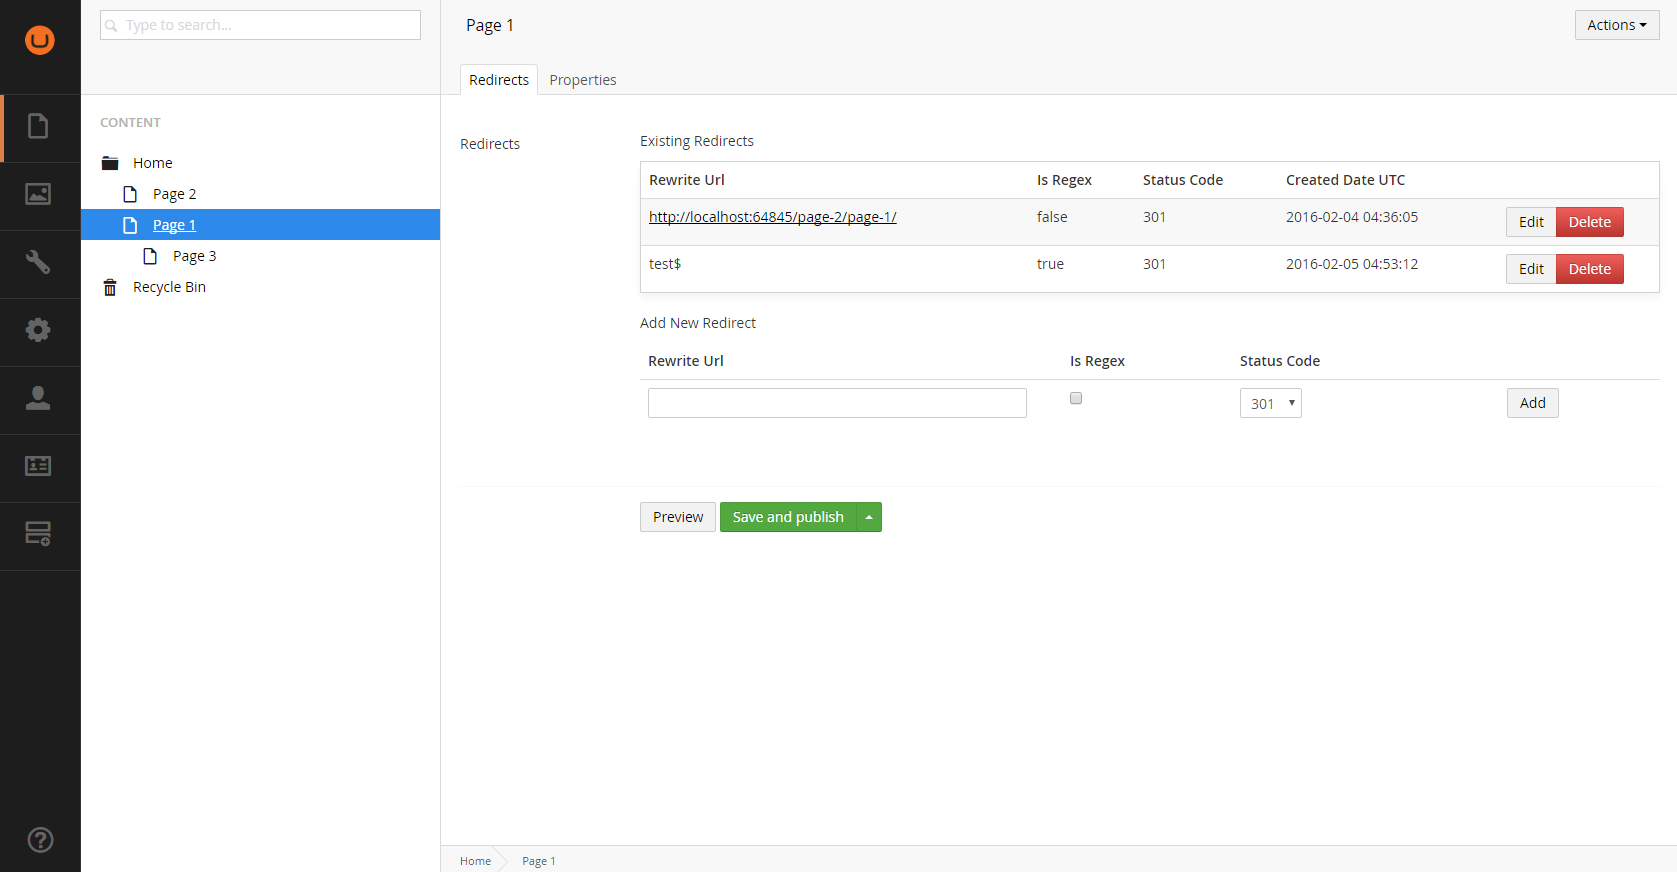 Type to search...
Page 1
Actions
Redirects Properties
CONTENT
Home
Page 2
Page 1
Page 3
Recycle Bin
Redirects
Existing Redirects
Rewrite Url Is Regex Status Code Created Date UTC
http://localhost:64845/page-2/page-1/ false 301 2016-02-04 04:36:05 Edit Delete
test$ true 301 2016-02-05 04:53:12 Edit Delete
Add New Redirect
Rewrite Url Is Regex Status Code
301 Add
Preview Save and publish
Home Page 1